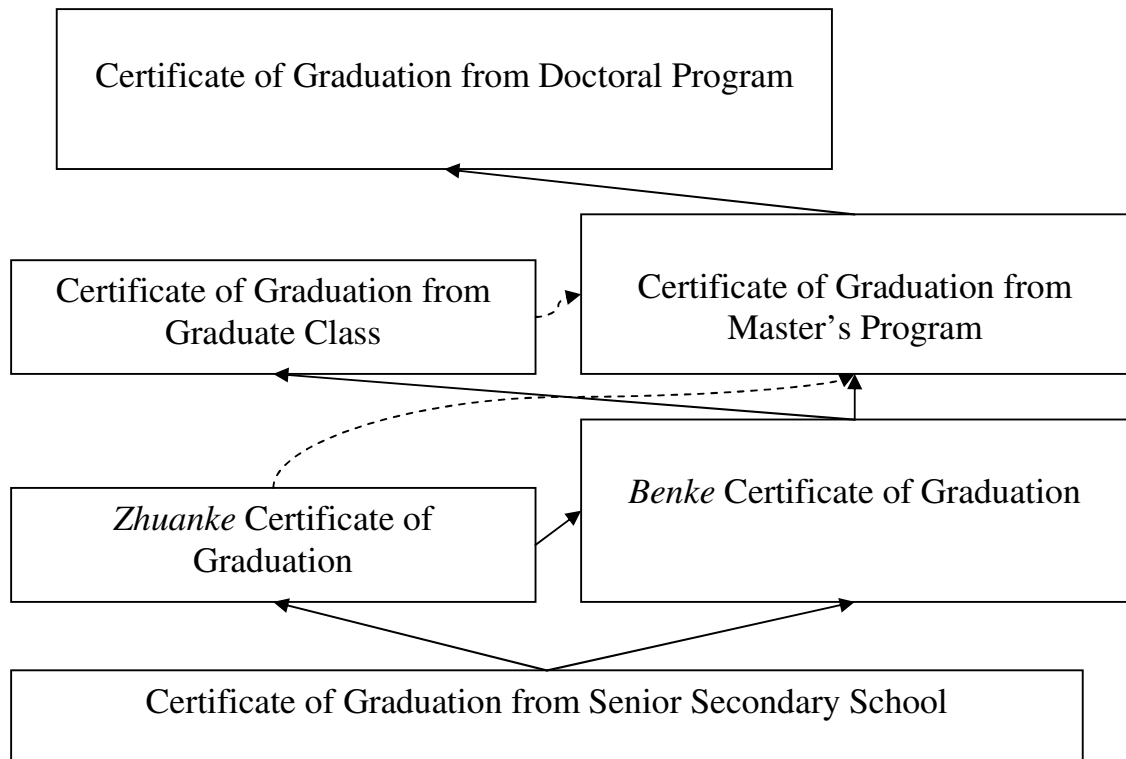 Certificate of Graduation from Doctoral Program
Certificate of Graduation from
Graduate Class
Certificate of Graduation from
Master’s Program
Zhuanke Certificate of
Graduation
Benke Certificate of Graduation
Certificate of Graduation from Senior Secondary School